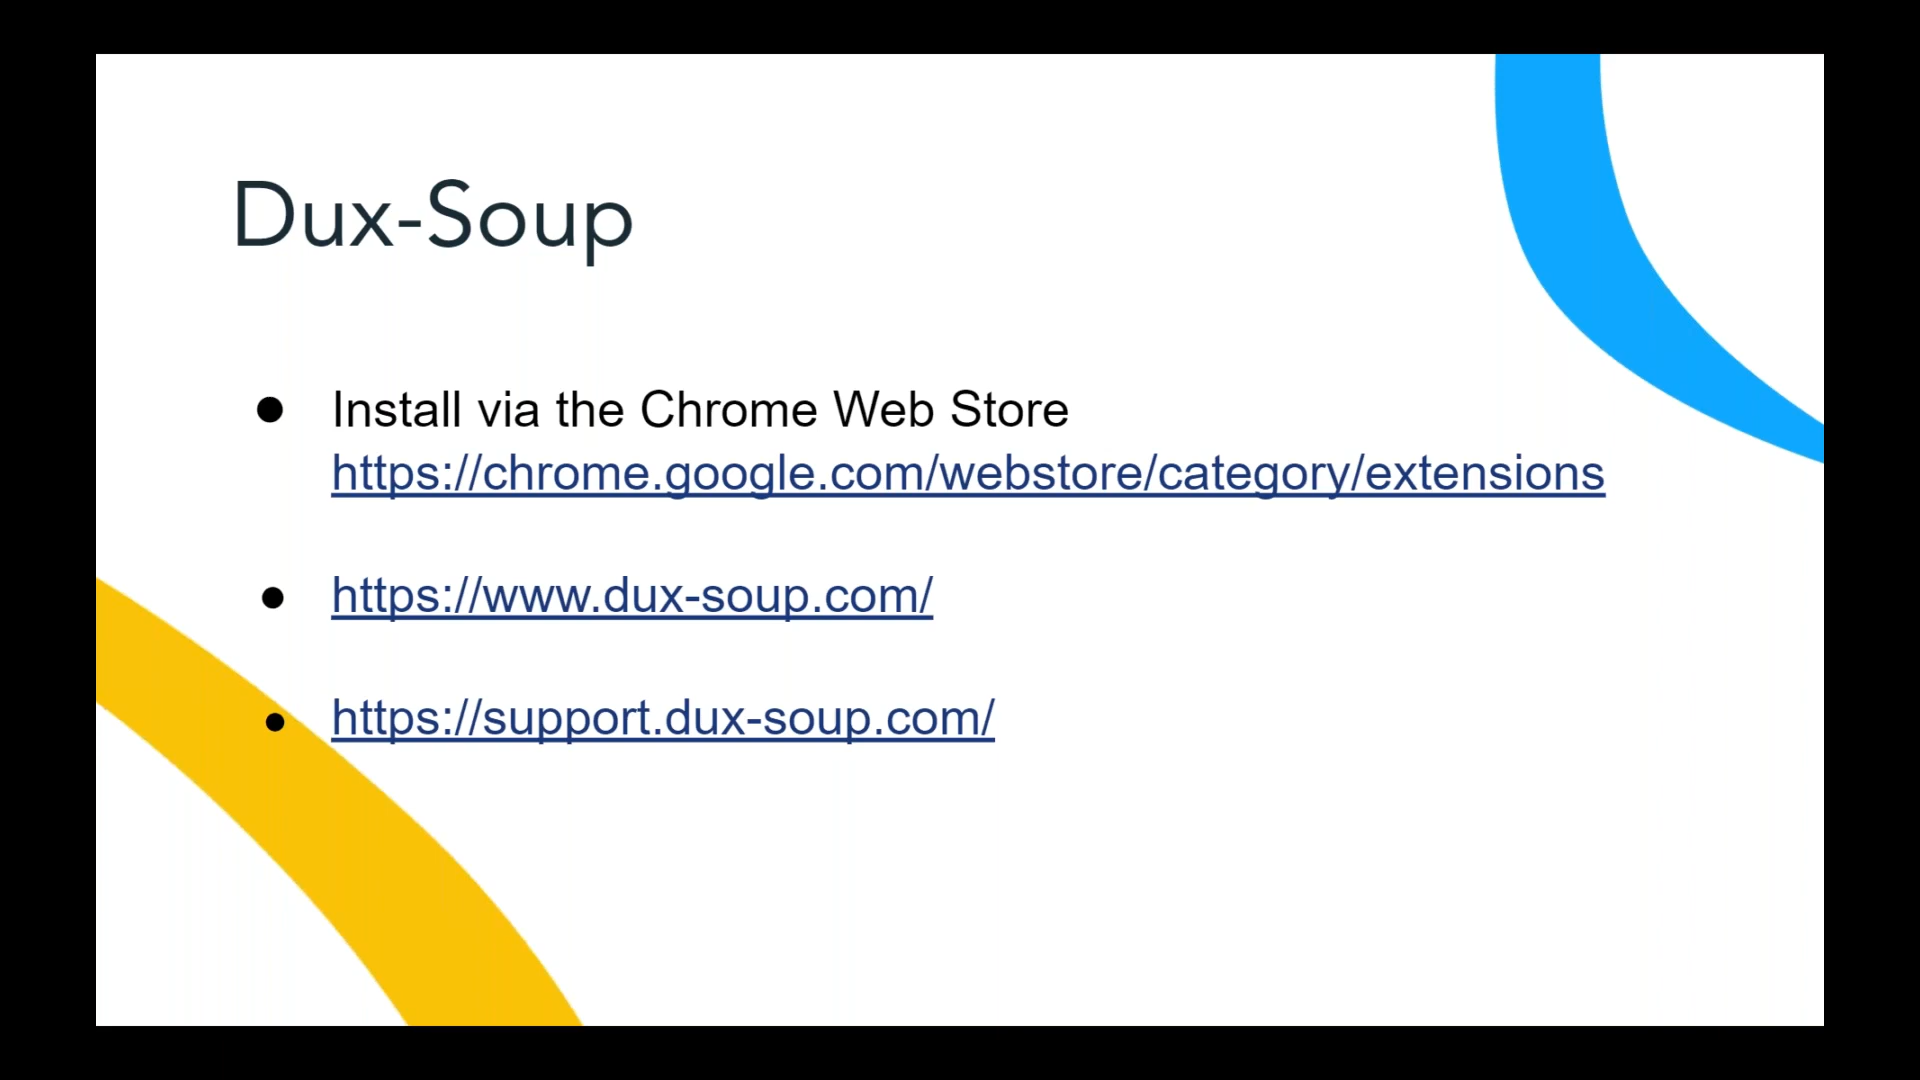 Dux-Soup
● Install via the Chrome Web Store
https://chrome.google.com/webstore/category/extensions
● https://www.dux-soup.com/
● https://support.dux-soup.com/